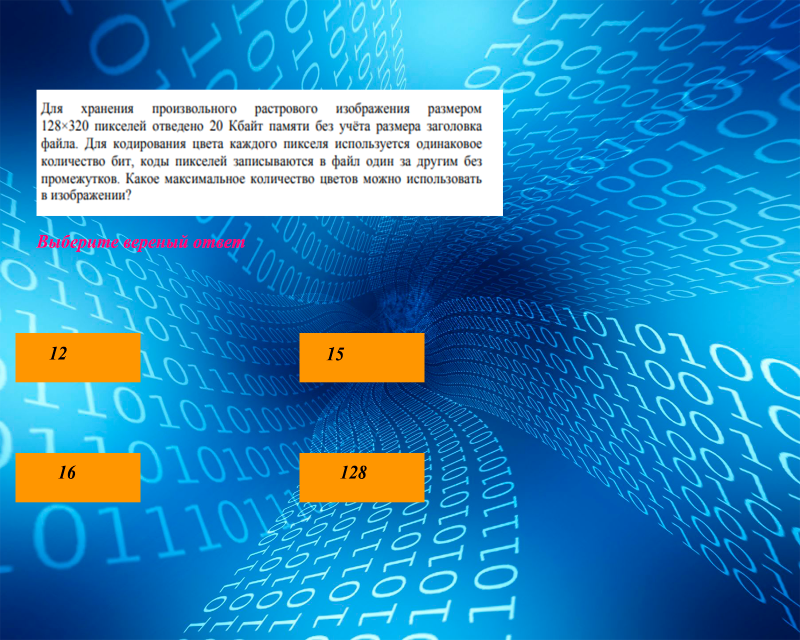 Для хранения произвольного растрового изображения размером
128×320 пикселей отведено 20 Кбайт памяти без учёта размера заголовка
файла. Для кодирования цвета каждого пикселя используется одинаковое
количество бит, коды пикселей записываются в файл один за другим без
промежутков. Какое максимальное количество цветов можно использовать
в изображении?
Выберите вереный ответ
12
15
16
128